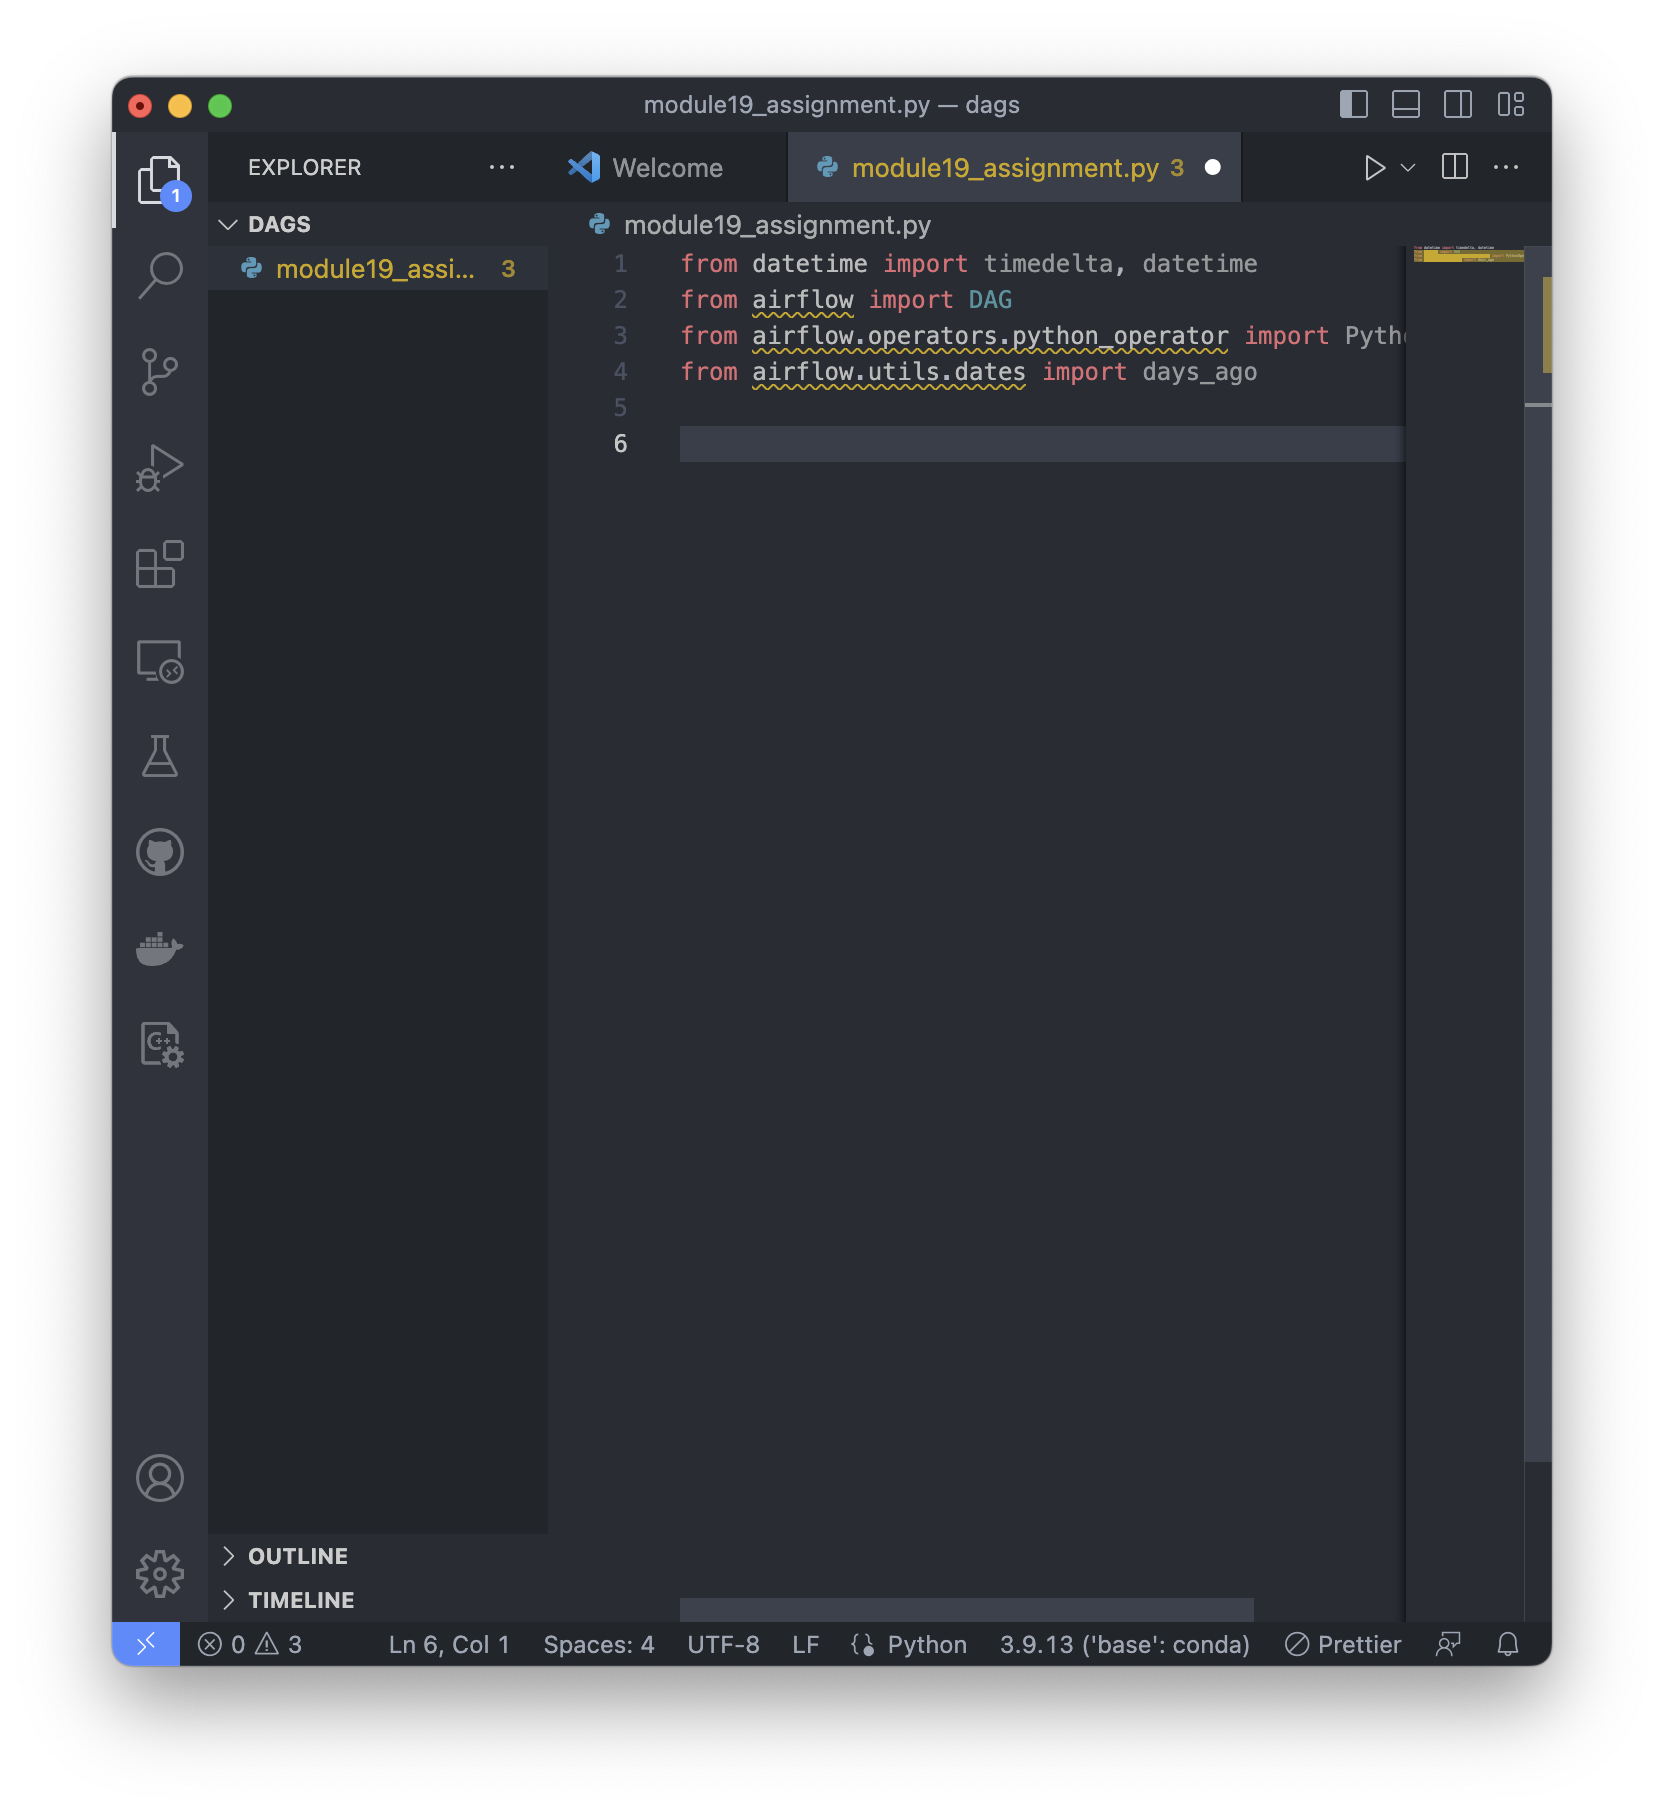 module19_assignment.py — dags
1
EXPLORER
Welcome
module19_assignment.py 3
DAGS
module19_assi... 3
module19_assignment.py
1 from datetime import timedelta, datetime
2 from airflow import DAG
3 from airflow.operators.python_operator import
4 from airflow.utils.dates import days_ago
5
6
OUTLINE
TIMELINE
0 3 Ln 6, Col 1 Spaces: 4 UTF-8 LF Python 3.9.13 ('base': conda) Prettier